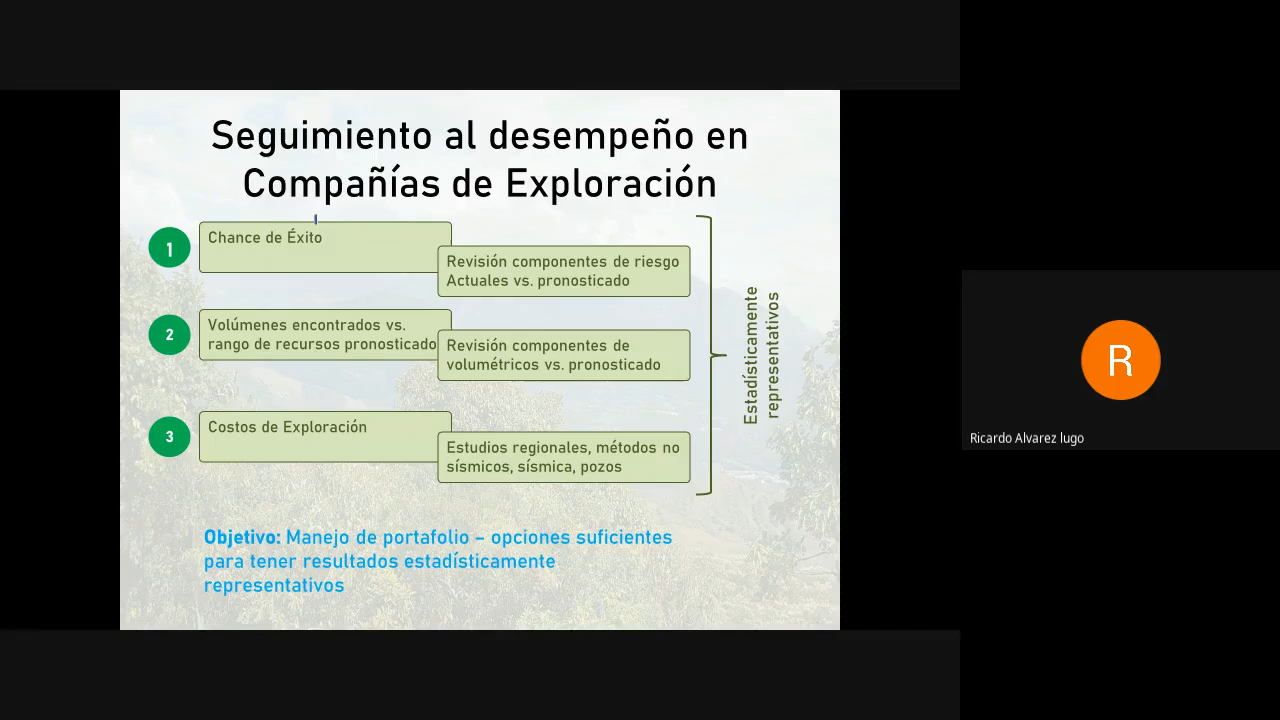 Seguimiento al desempeño en
Compañías de Exploración
1
Chance de Éxito
Revisión componentes de riesgo
Actuales vs. pronosticado
2
Volúmenes encontrados vs.
rango de recursos pronosticado
Revisión componentes de
volumétricos vs. pronosticado
3
Costos de Exploración
Estudios regionales, métodos no
sísmicos, sísmica, pozos
Estadísticamente
representativos
Objetivo: Manejo de portafolio – opciones suficientes
para tener resultados estadísticamente
representativos
R
Ricardo Alvarez lugo